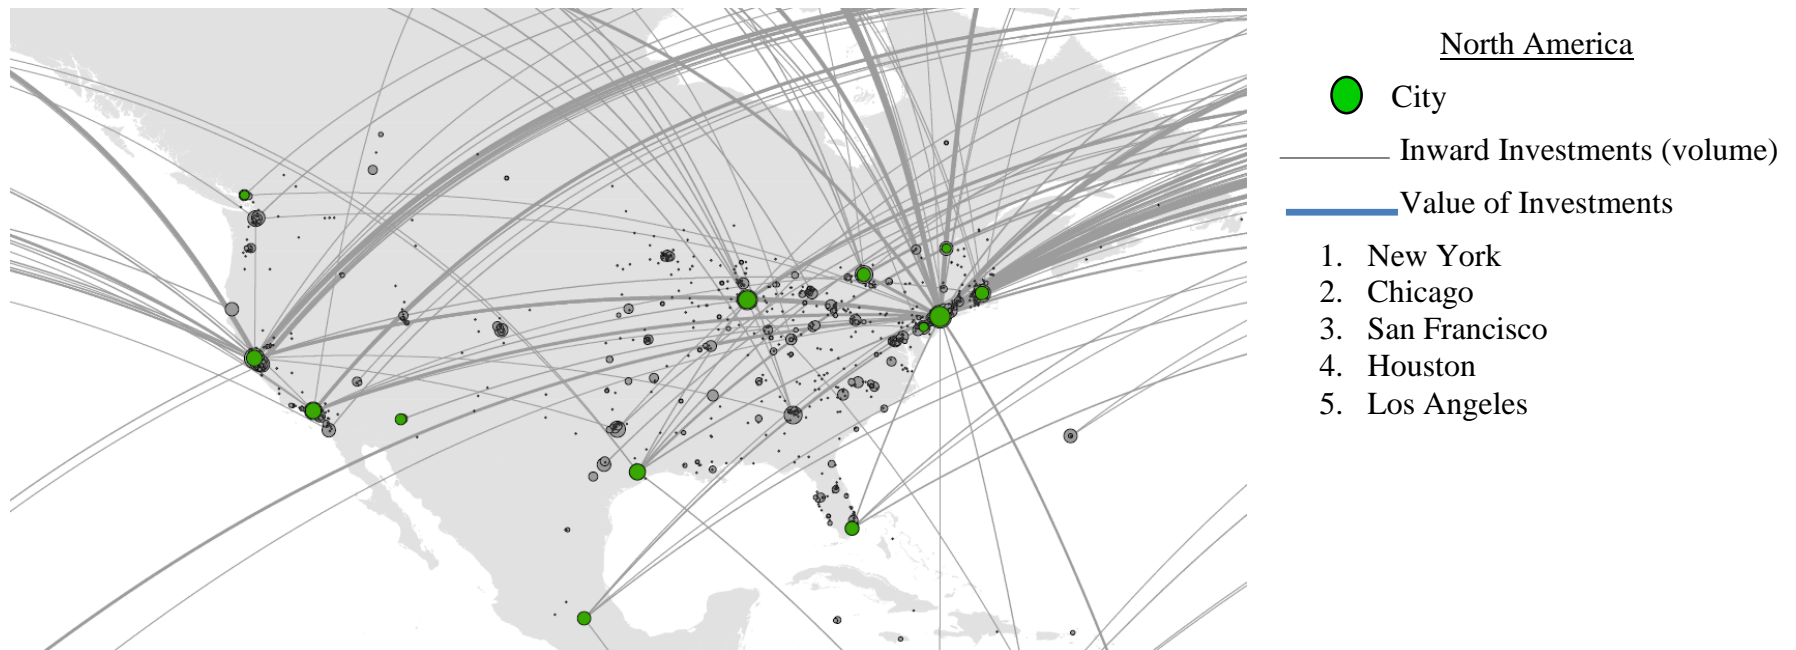 North America
City
Inward Investments (volume)
Value of Investments
1. New York
2. Chicago
3. San Francisco
4. Houston
5. Los Angeles